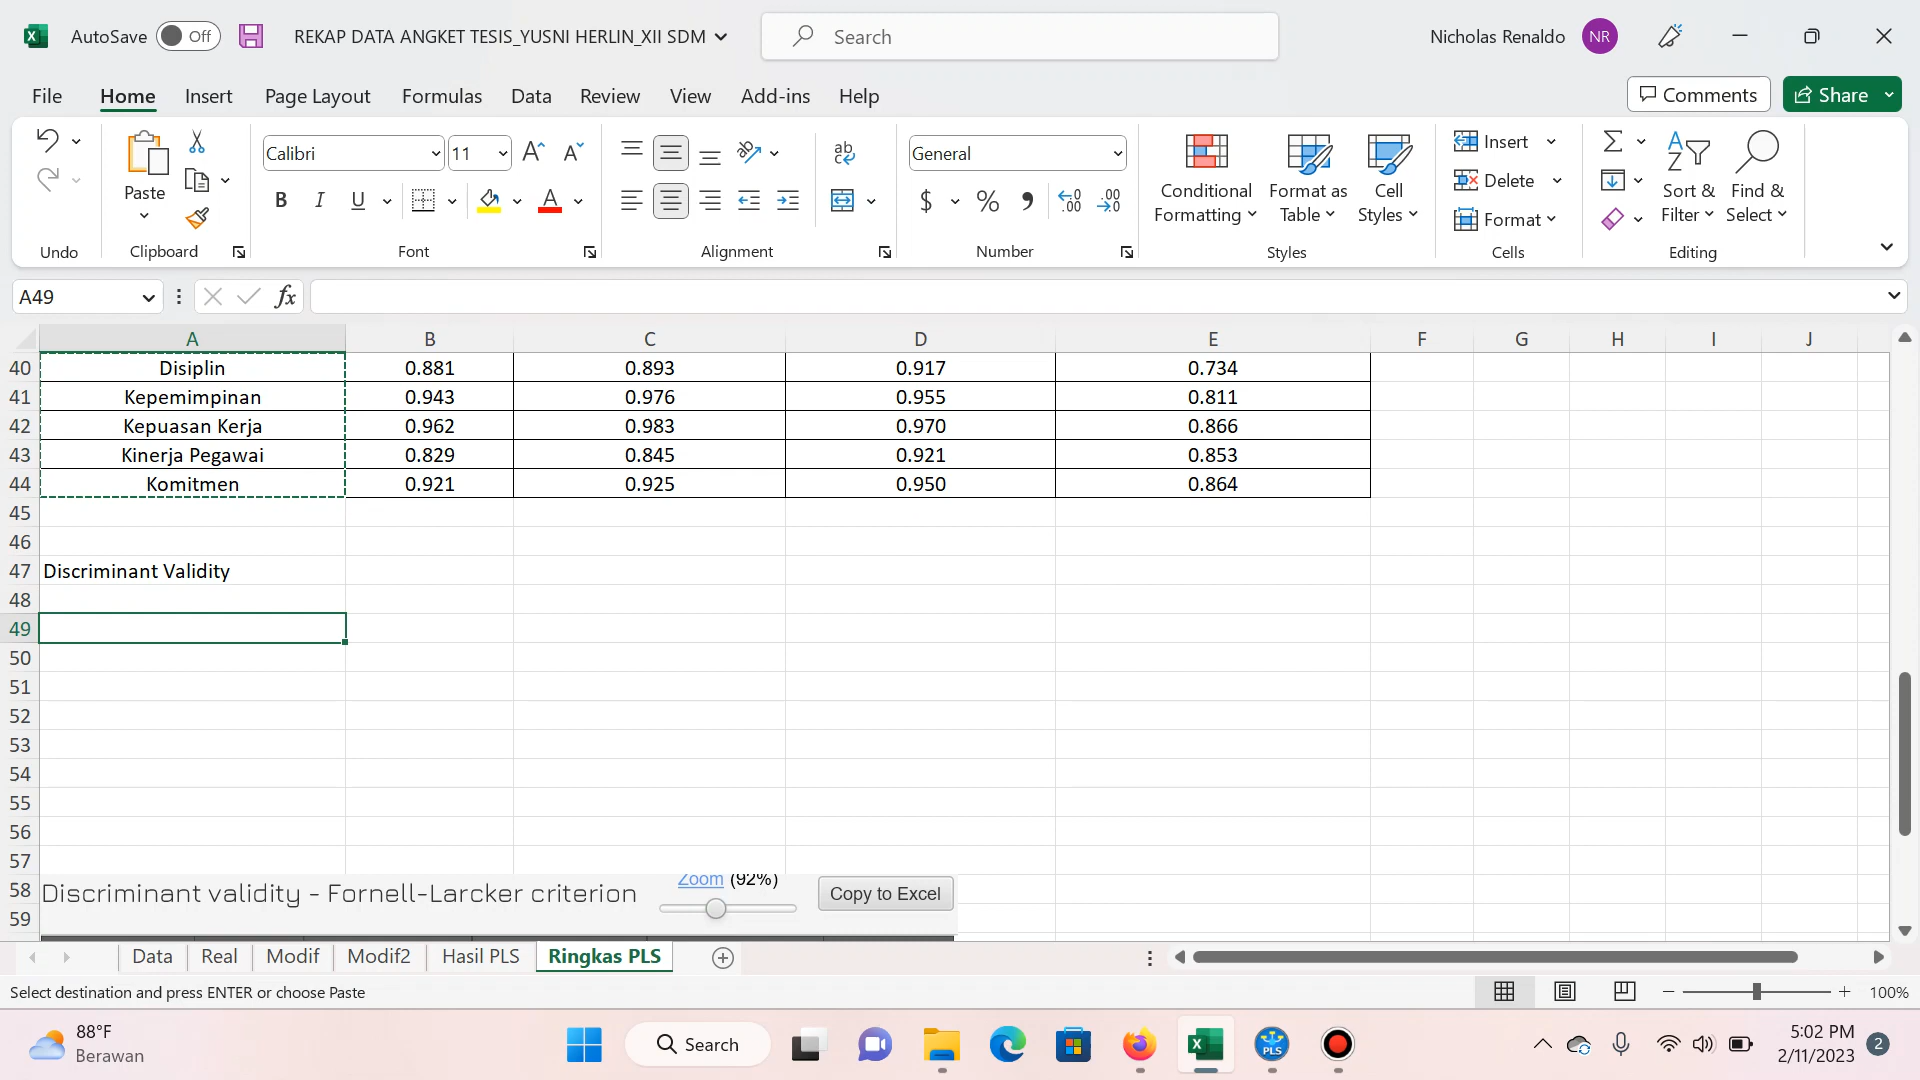 AutoSave Off REKAP DATA ANGKET TESIS_YUSNI HERLIN_XII SDM Search Nicholas Renaldo NR
File Home Insert Page Layout Formulas Data Review View Add-ins Help Comments Share
Paste
Calibri 11
General
Conditional Formatting
Format as Table
Cell Styles
Insert
Delete
Format
Sort & Filter
Find & Select
Undo Clipboard Font Alignment Number Styles Cells Editing
A49 fx
A B C D E F G H I J
40 Disiplin 0.881 0.893 0.917 0.734
41 Kepemimpinan 0.943 0.976 0.955 0.811
42 Kepuasan Kerja 0.962 0.983 0.970 0.866
43 Kinerja Pegawai 0.829 0.845 0.921 0.853
44 Komitmen 0.921 0.925 0.950 0.864
45
46
47 Discriminant Validity
48
49
50
51
52
53
54
55
56
57
58 Discriminant validity - Fornell-Larcker criterion Zoom (92%) Copy to Excel
59
Data Real Modif Modif2 Hasil PLS Ringkas PLS
Select destination and press ENTER or choose Paste 100%
88°F
Berawan
Search
PLS
5:02 PM
2/11/2023
2